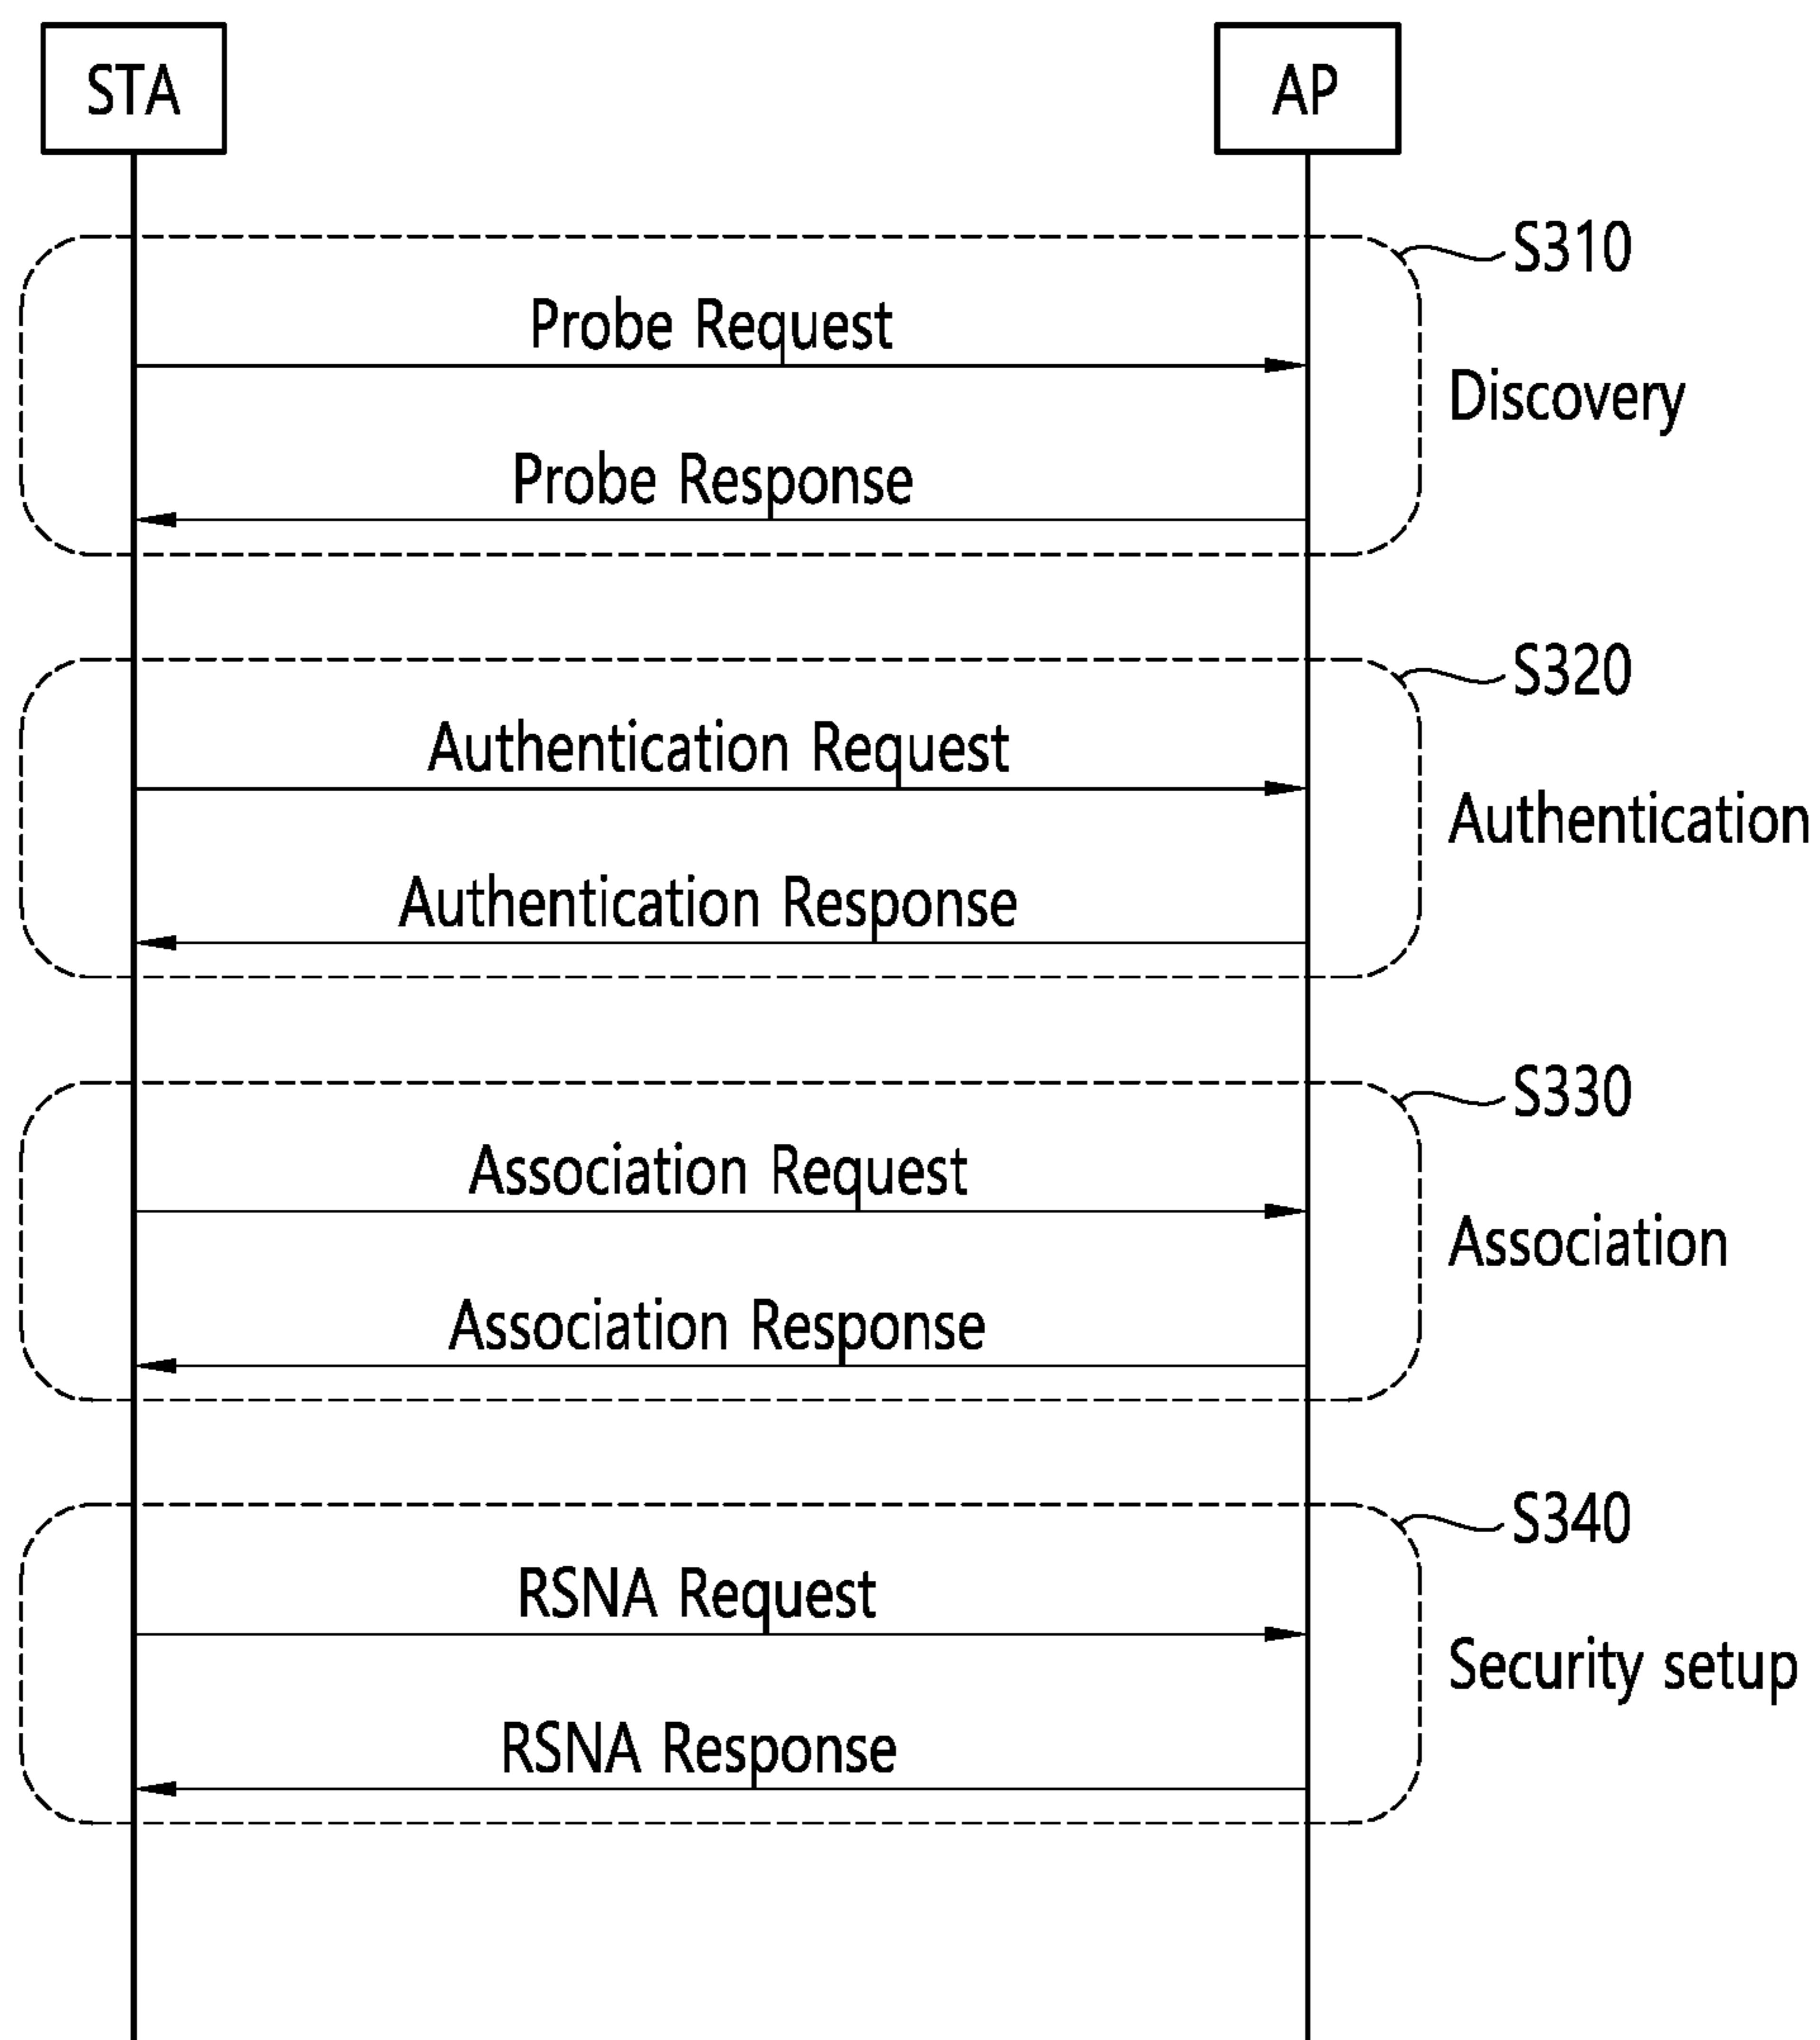 STA
AP
S310
Probe Request
Discovery
Probe Response
S320
Authentication Request
Authentication
Authentication Response
S330
Association Request
Association
Association Response
S340
RSNA Request
Security setup
RSNA Response